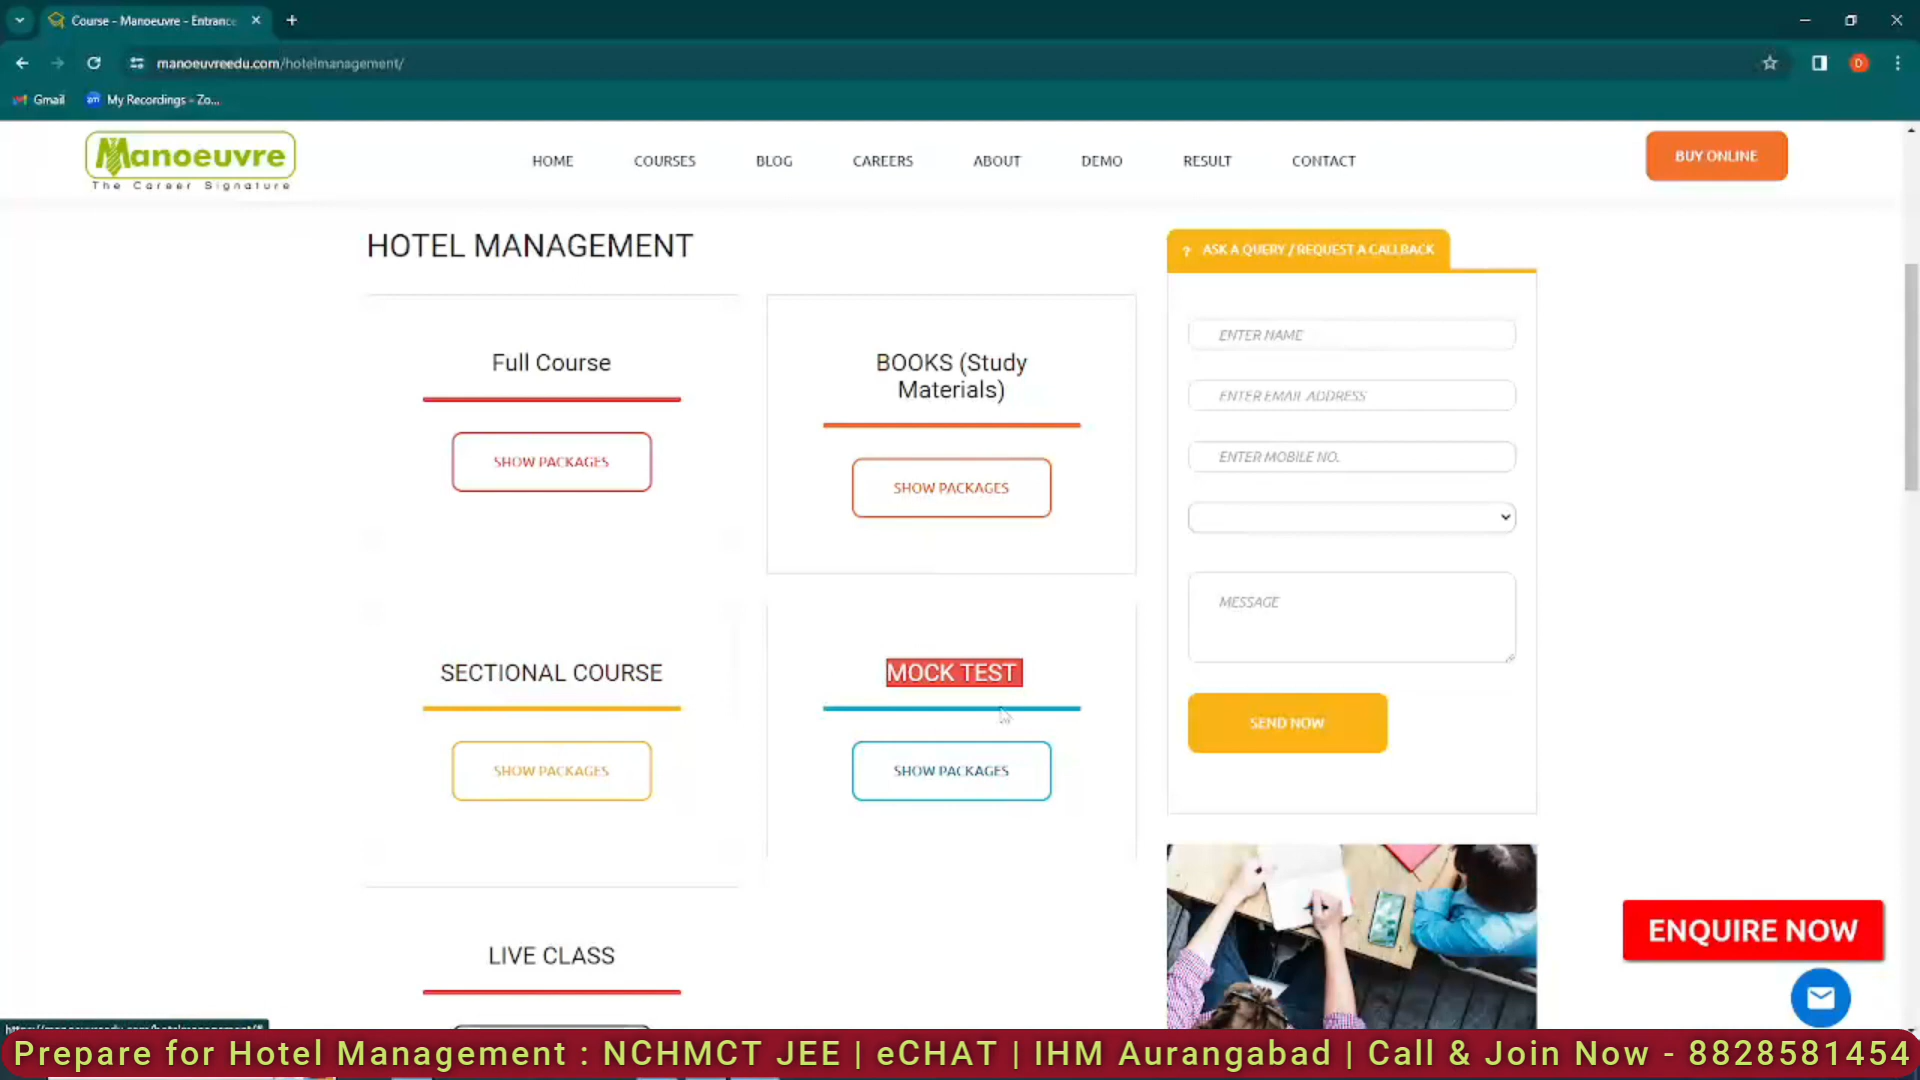 Course - Manoeuvre - Entrance
manoeuvreedu.com/hotelmanagement/
Gmail
My Recordings - Zo...
Manoeuvre
The Career Signature
HOME
COURSES
BLOG
CAREERS
ABOUT
DEMO
RESULT
CONTACT
BUY ONLINE
HOTEL MANAGEMENT
? ASK A QUERY / REQUEST A CALLBACK
Full Course
SHOW PACKAGES
BOOKS (Study
Materials)
SHOW PACKAGES
ENTER NAME
ENTER EMAIL ADDRESS
ENTER MOBILE NO.
MESSAGE
SEND NOW
SECTIONAL COURSE
SHOW PACKAGES
MOCK TEST
SHOW PACKAGES
LIVE CLASS
ENQUIRE NOW
Prepare for Hotel Management : NCHMCT JEE | eCHAT | IHM Aurangabad | Call & Join Now - 8828581454